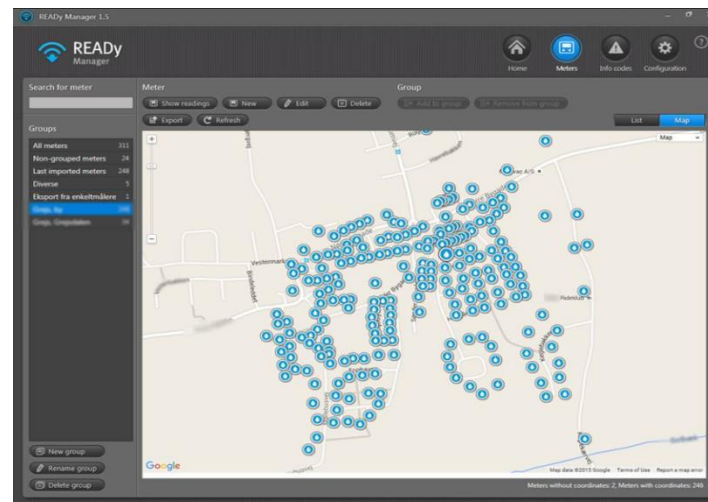 READy Manager 1.5
READy
Manager
Home
Meters
Info codes
Configuration
?
Search for meter
Meter
Group
Show readings
New
Edit
Delete
Add to group
Remove from group
Export
Refresh
List
Map
Groups
All meters 311
Non-grouped meters 24
Last imported meters 248
Diverse 5
Eksport fra enkeltmålere 1
Map
Vestermark
New group
Rename group
Delete group
Google
Map data ©2015 Google Terms of Use Report a map error
Meters without coordinates: 2, Meters with coordinates: 246